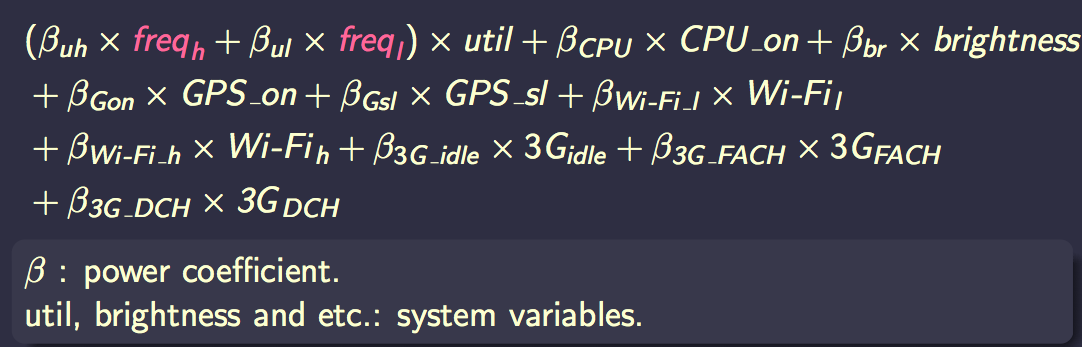 (β_uh × freq_h + β_ul × freq_l) × util + β_CPU × CPU_on + β_br × brightness
+ β_Gon × GPS_on + β_Gsl × GPS_sl + β_Wi-Fi_l × Wi-Fi_l
+ β_Wi-Fi_h × Wi-Fi_h + β_3G_idle × 3G_idle + β_3G_FACH × 3G_FACH
+ β_3G_DCH × 3G_DCH
β : power coefficient.
util, brightness and etc.: system variables.